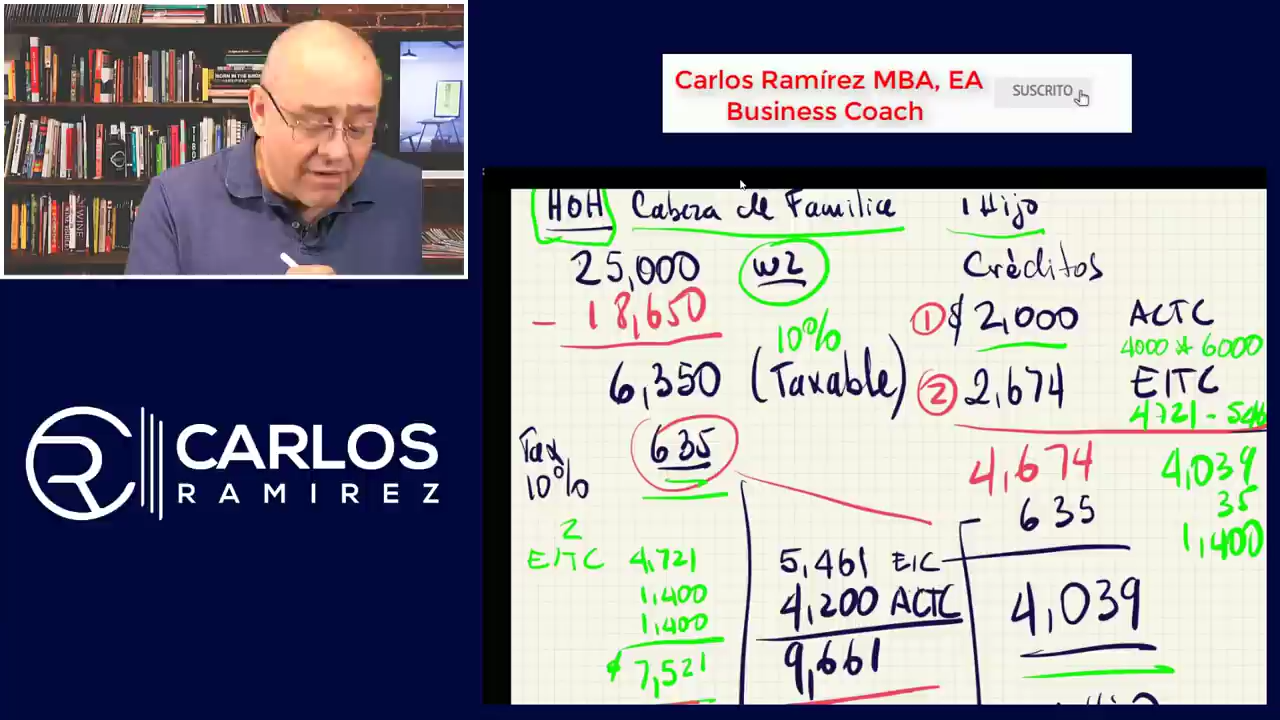 Carlos Ramírez MBA, EA
Business Coach
SUSCRITO
CARLOS
RAMIREZ
HOH Cabeza de Familia 1 Hijo
25,000 W2 Créditos
- 18,650 10% ① $2,000 ACTC
4000 6000
6,350 (Taxable) ② 2,674 EITC
4721 -
Tax 635 4,674 4,039
10% 635 35
1,400
2
EITC 4,721 5,461 EIC
1,400 4,200 ACTC 4,039
1,400
$7,521 9,661